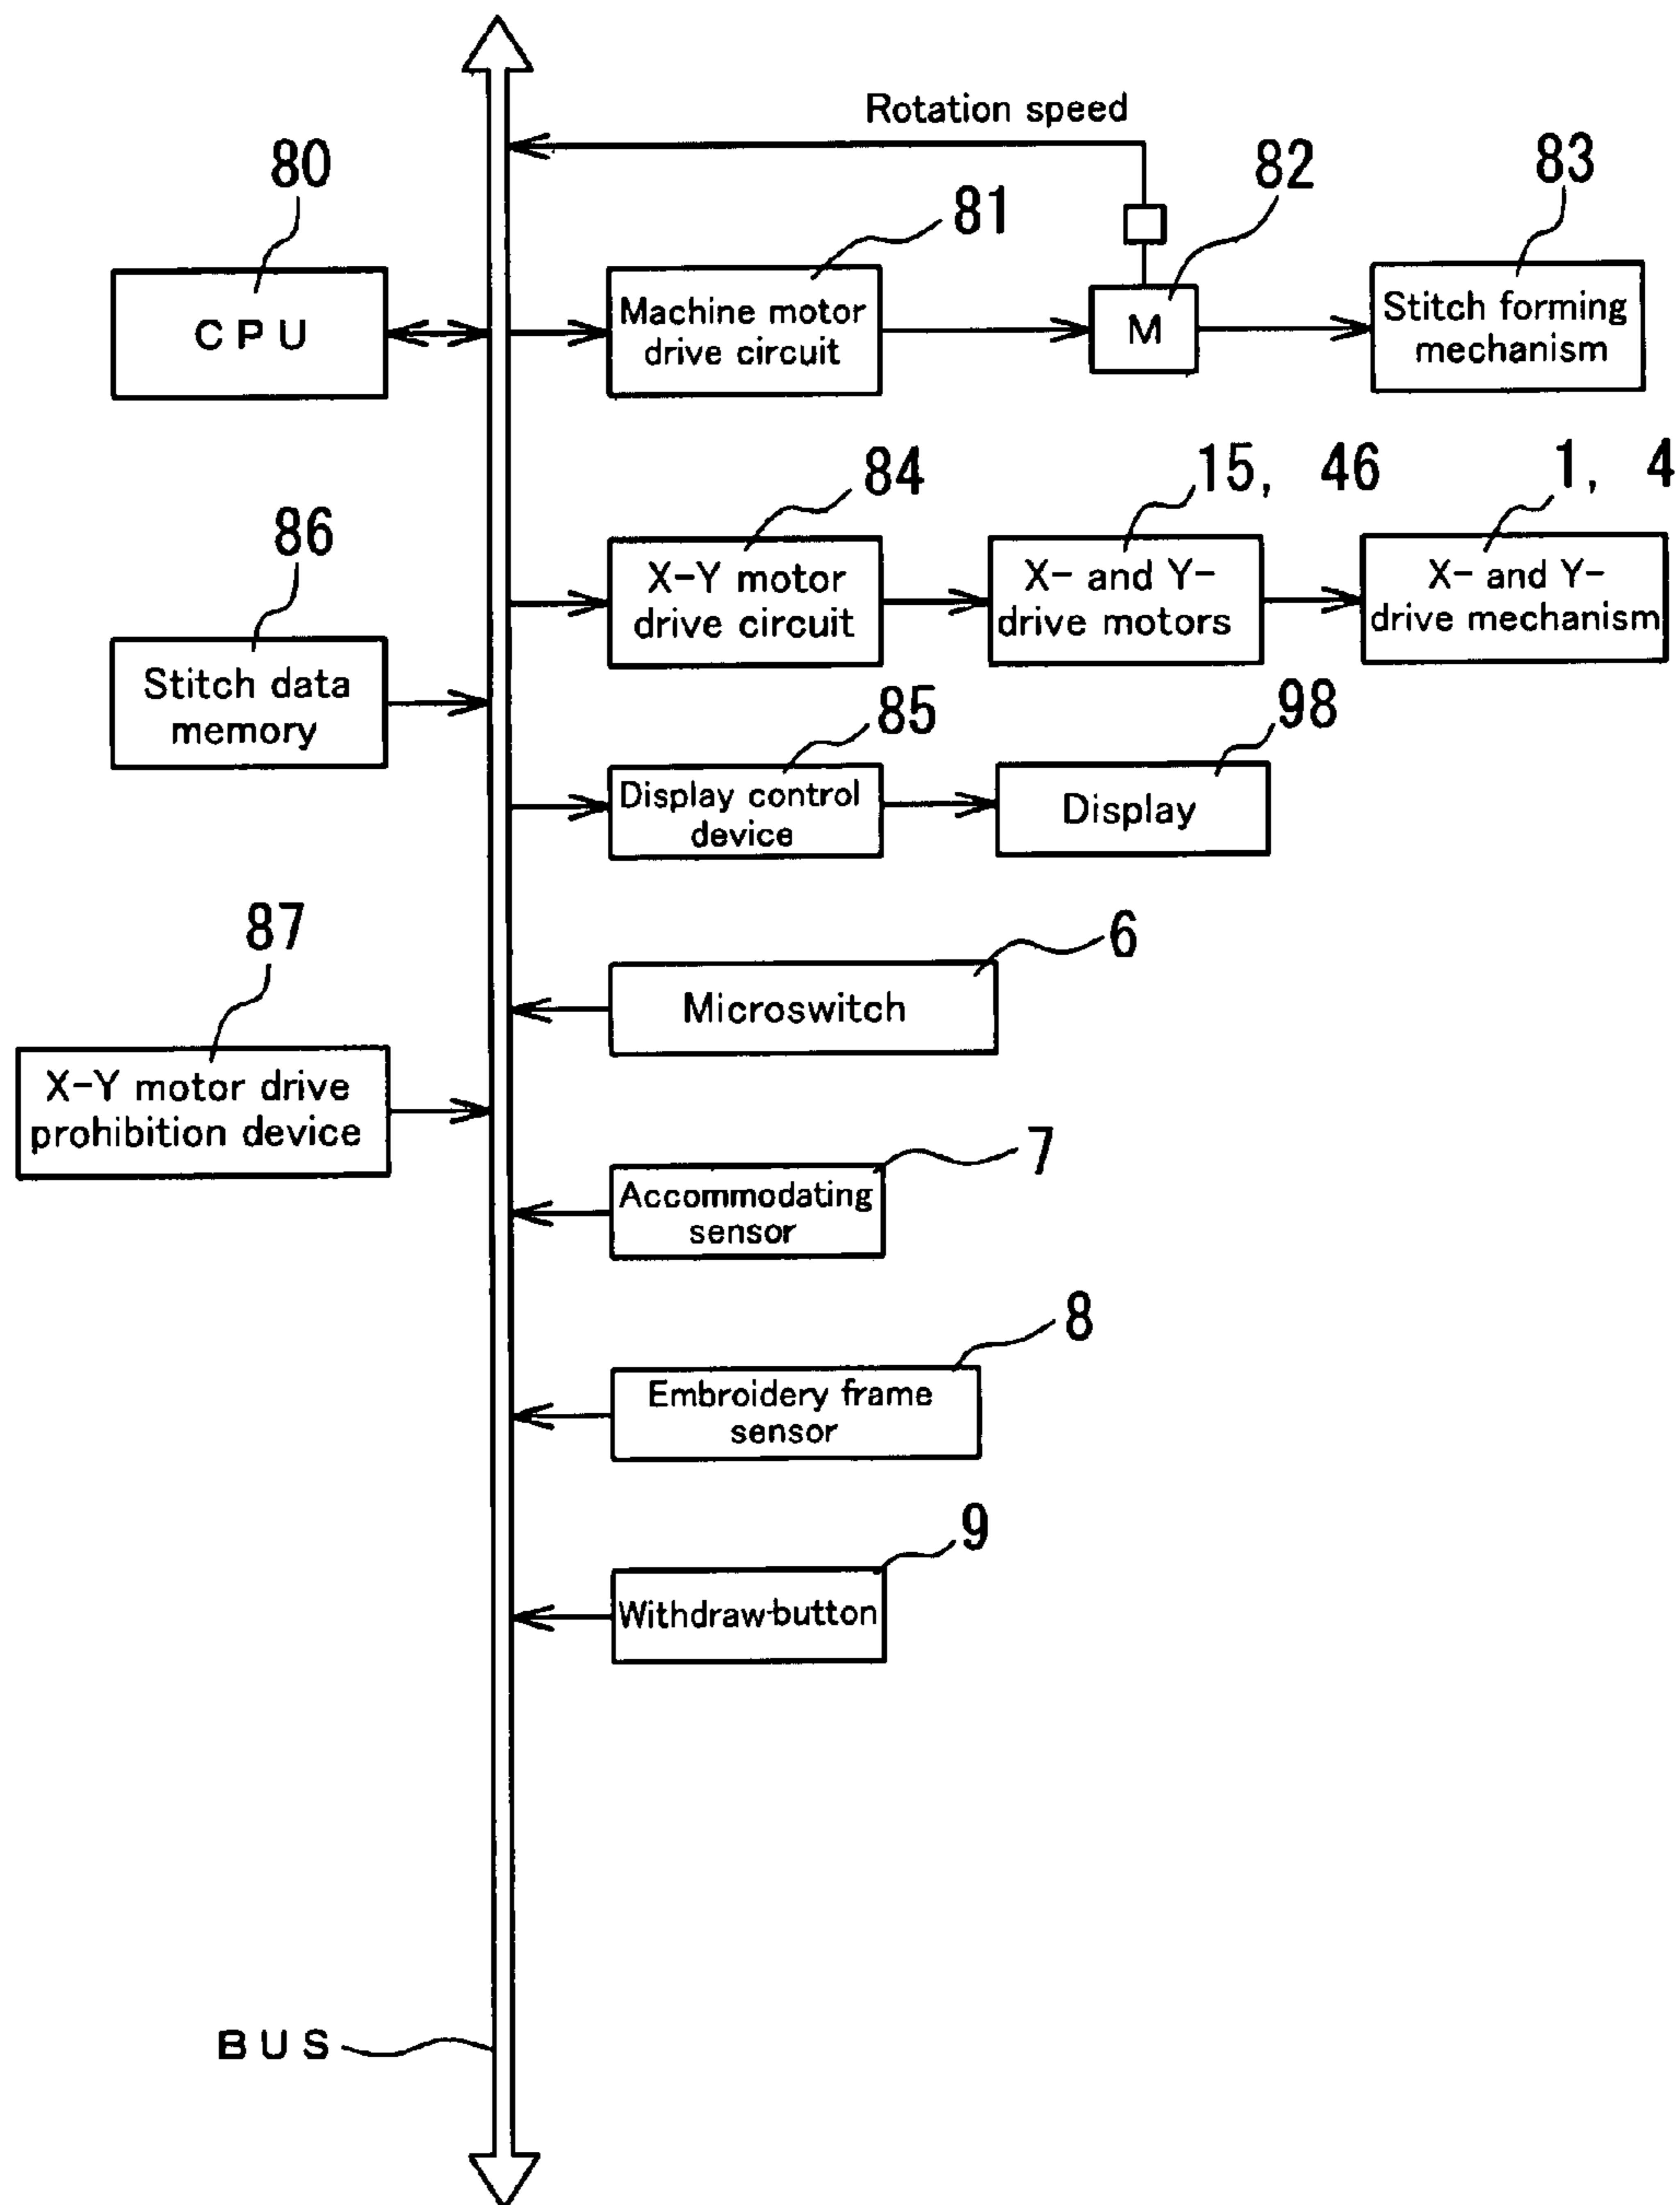 Rotation speed
80
81
82
83
CPU
Machine motor
drive circuit
M
Stitch forming
mechanism
84
15, 46
1, 4
86
X-Y motor
drive circuit
X- and Y-
drive motors
X- and Y-
drive mechanism
Stitch data
memory
85
98
Display control
device
Display
87
6
Microswitch
X-Y motor drive
prohibition device
7
Accommodating
sensor
8
Embroidery frame
sensor
9
Withdraw-button
BUS